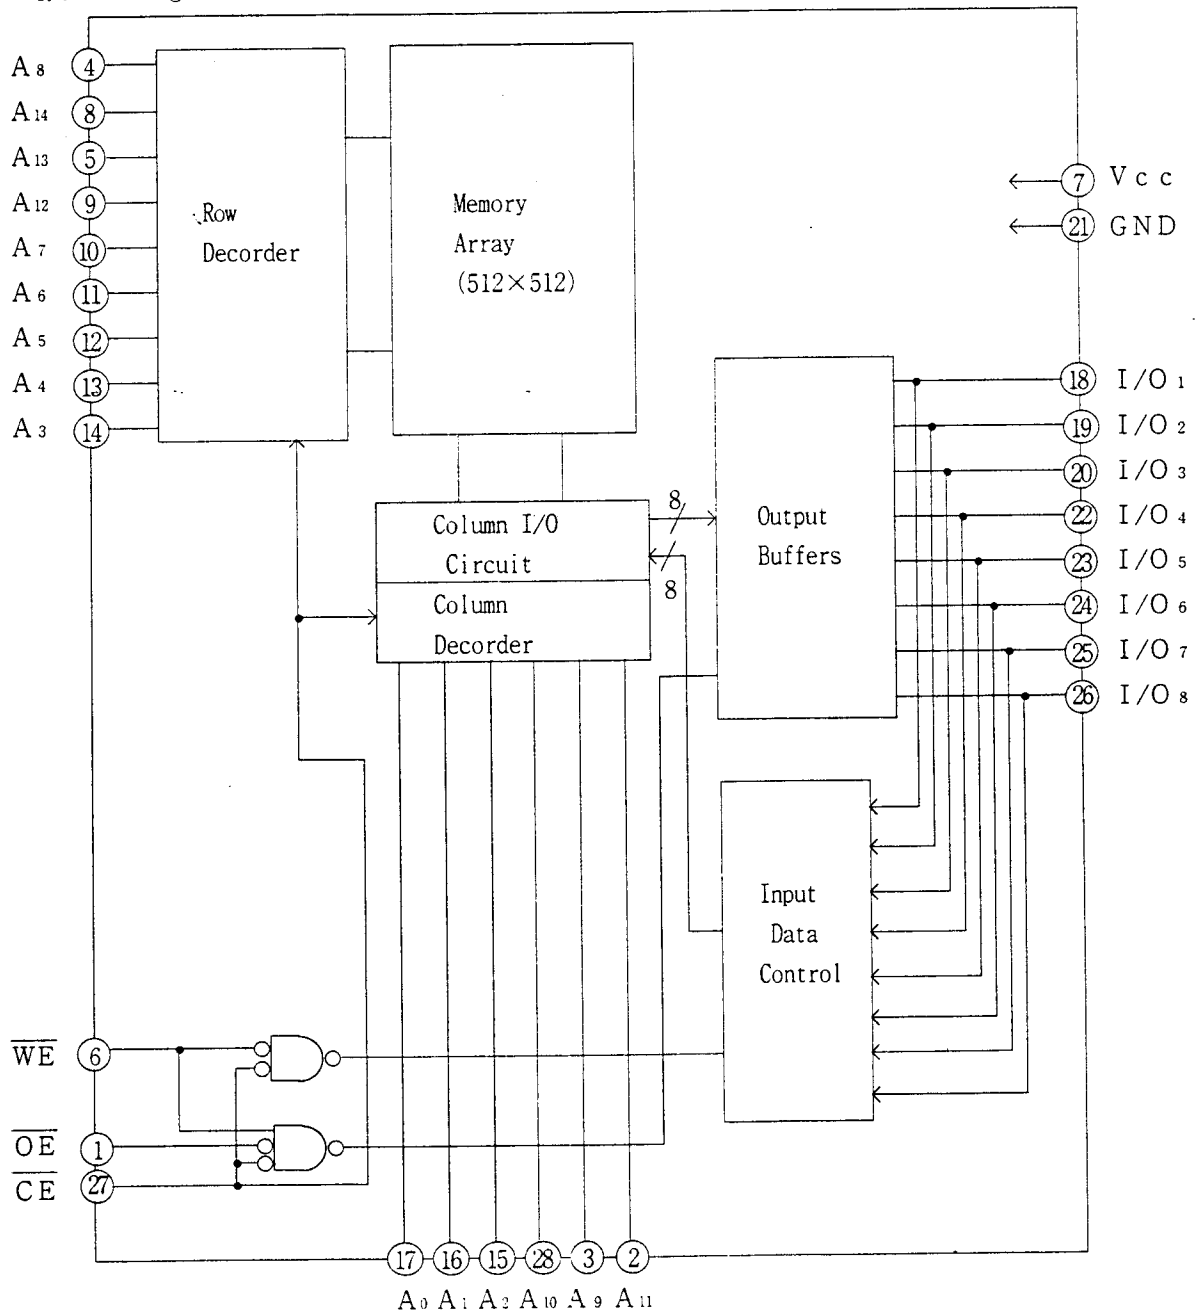 A8 4
A14 8
A13 5
A12 9
A7 10
A6 11
A5 12
A4 13
A3 14
Row
Decorder
Memory
Array
(512×512)
7 Vcc
21 GND
Column I/O
Circuit
Column
Decorder
8
8
Output
Buffers
18 I/O1
19 I/O2
20 I/O3
22 I/O4
23 I/O5
24 I/O6
25 I/O7
26 I/O8
Input
Data
Control
WE 6
OE 1
CE 27
17 16 15 28 3 2
A0 A1 A2 A10 A9 A11